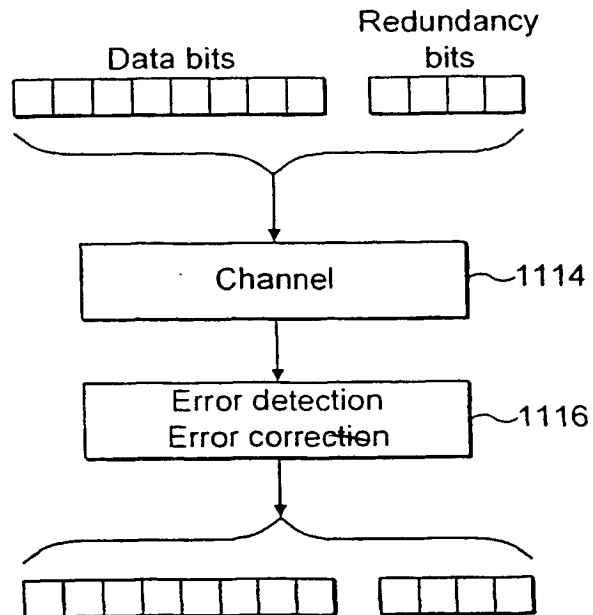 Redundancy
Data bits bits
Channel 1114
Error detection
Error correction 1116